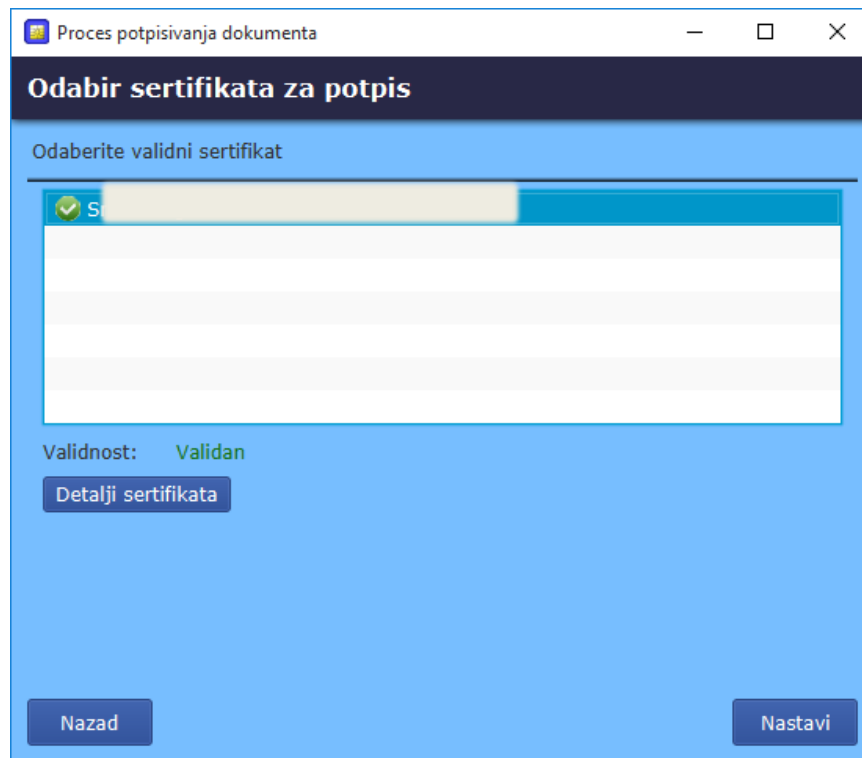 Proces potpisivanja dokumenta
Odabir sertifikata za potpis
Odaberite validni sertifikat
Validnost: Validan
Detalji sertifikata
Nazad Nastavi